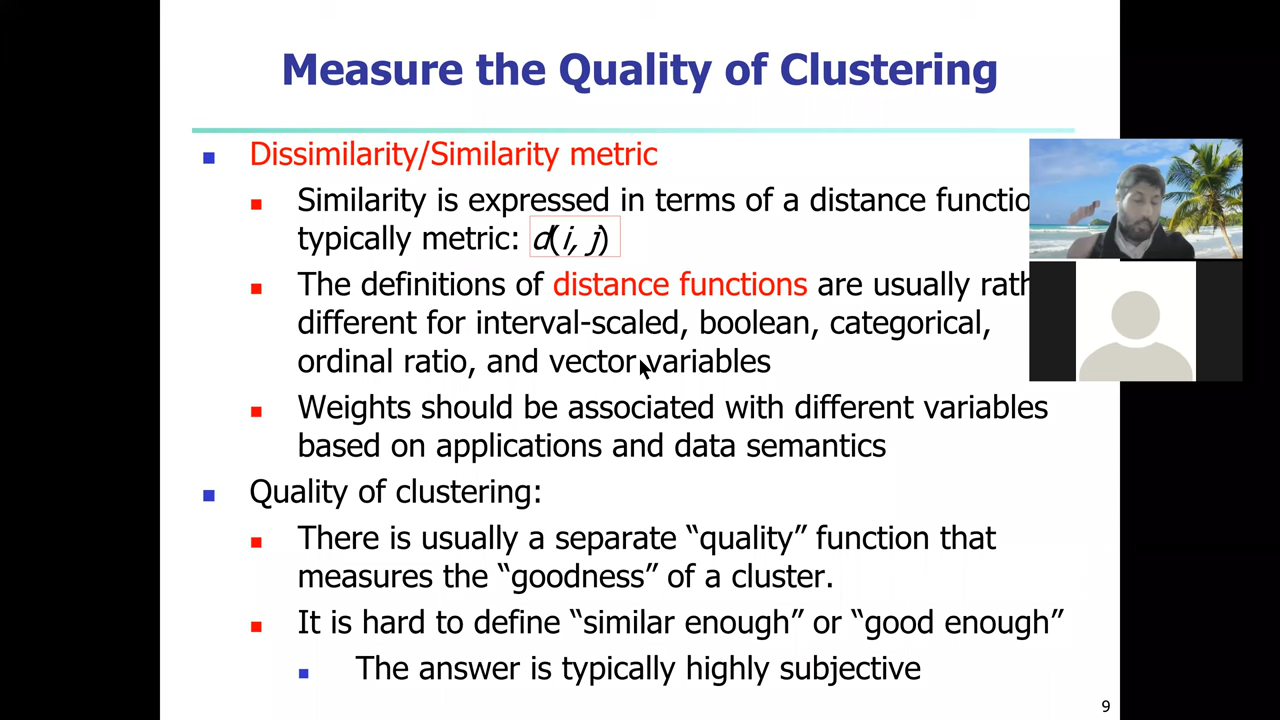 Measure the Quality of Clustering
Dissimilarity/Similarity metric
Similarity is expressed in terms of a distance
typically metric: d(i, j)
The definitions of distance functions are usually
different for interval-scaled, boolean, categorical,
ordinal ratio, and vector variables
Weights should be associated with different variables
based on applications and data semantics
Quality of clustering:
There is usually a separate “quality” function that
measures the “goodness” of a cluster.
It is hard to define “similar enough” or “good enough”
The answer is typically highly subjective
9